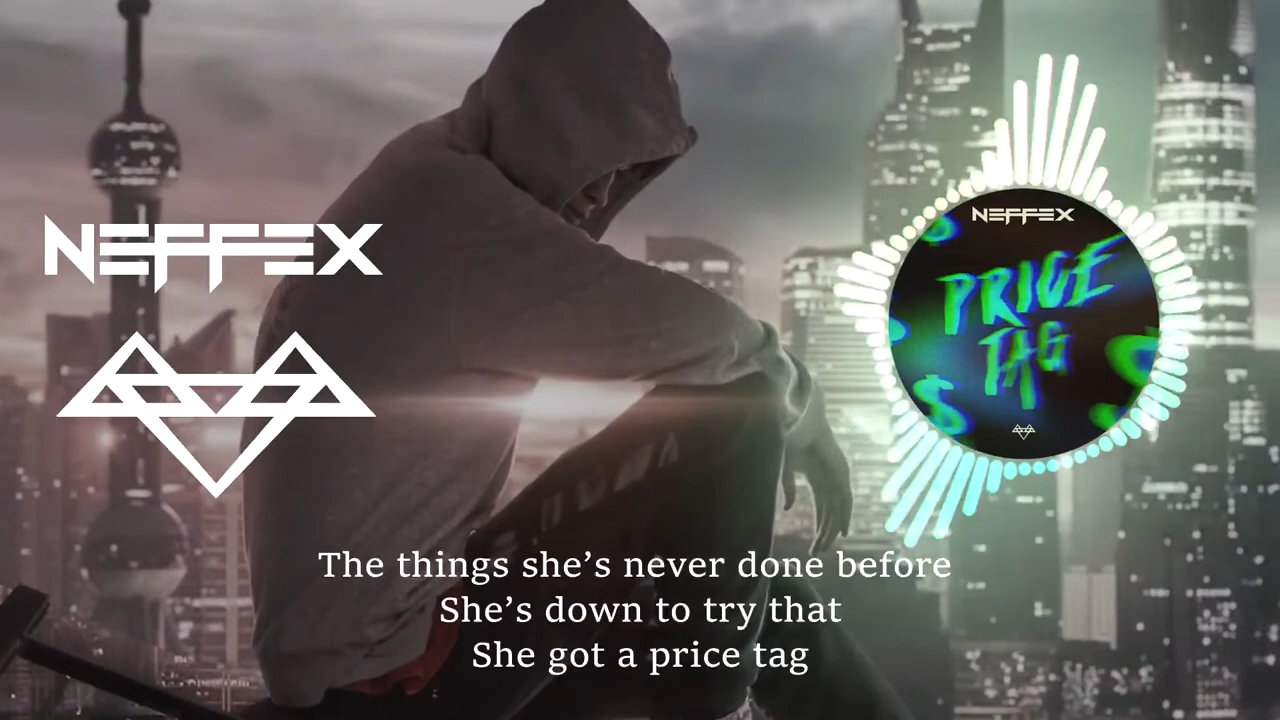 NEFFEX
NEFFEX
PRICE
TAG
$
The things she’s never done before
She’s down to try that
She got a price tag